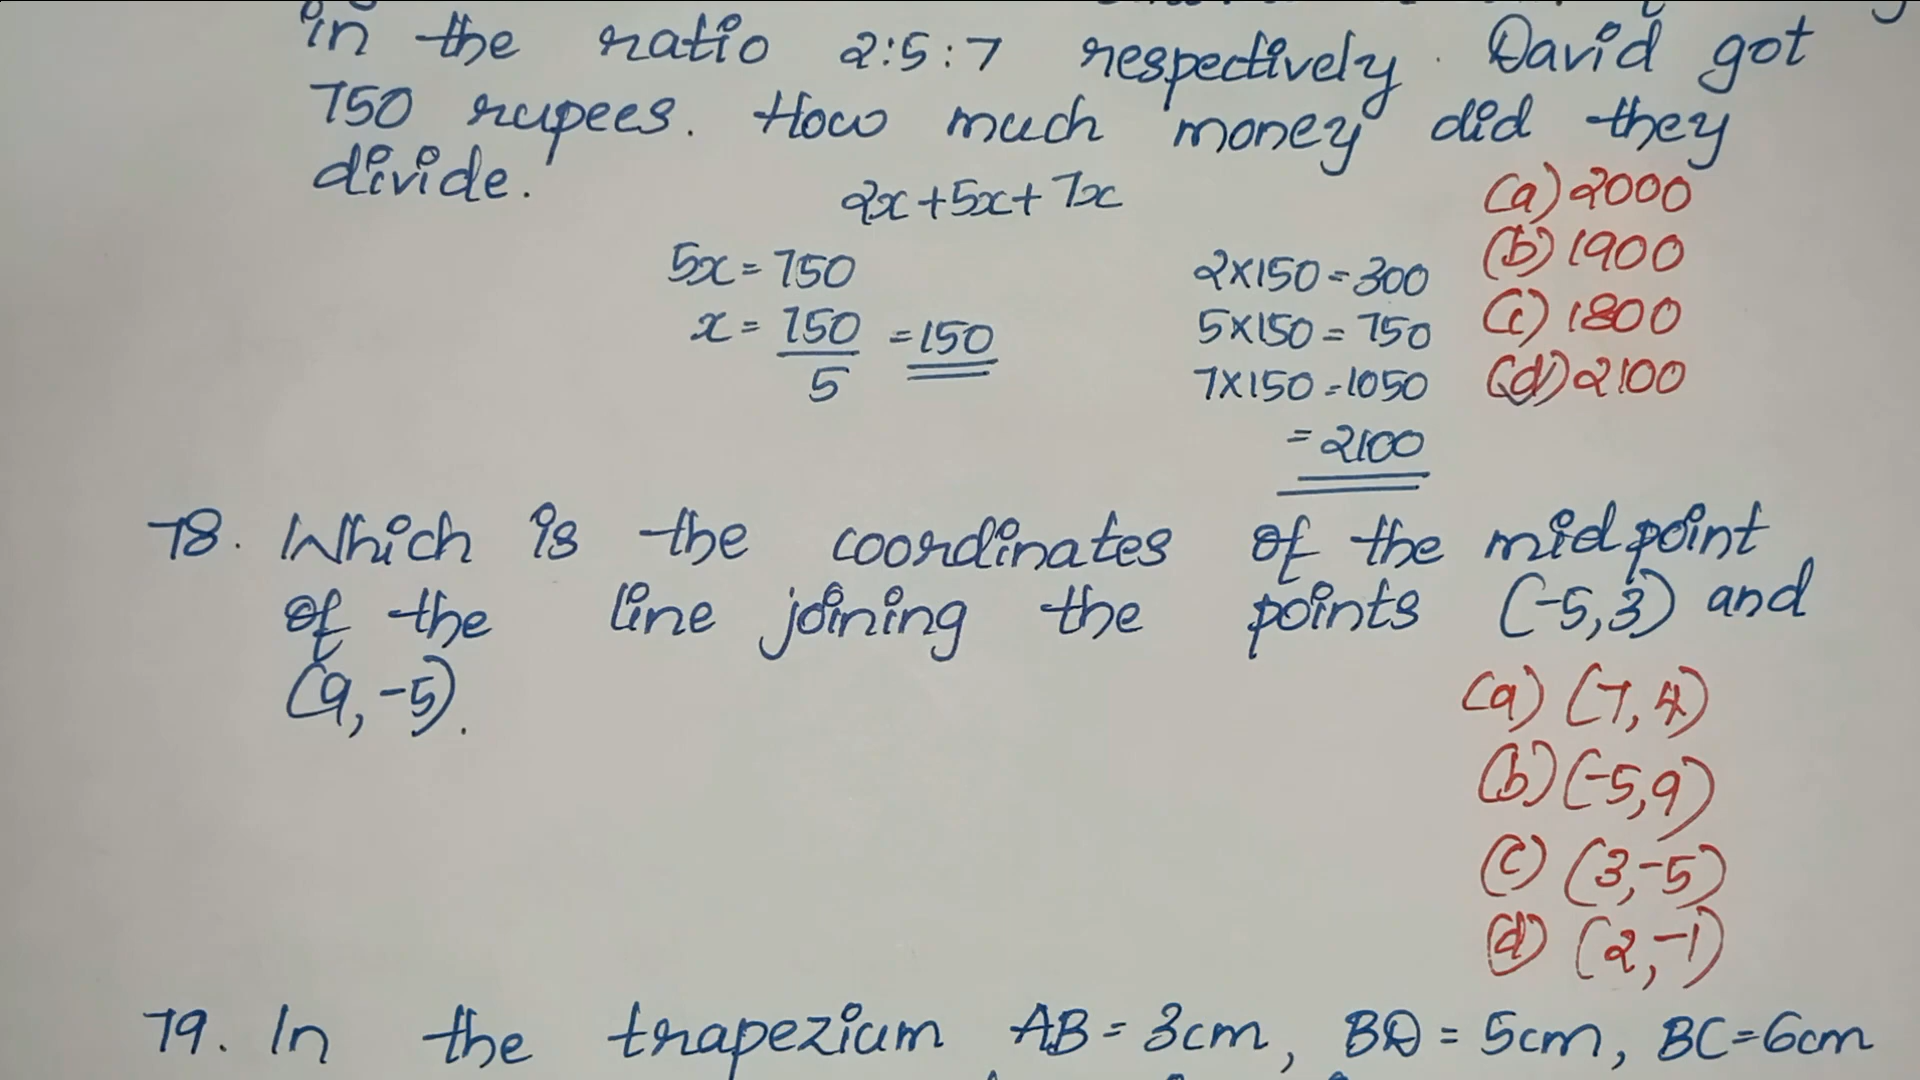 in the ratio 2:5:7 respectively. David got
750 rupees. How much money did they
divide.
2x+5x+7x
(a) 2000
5x = 750
2x150=300
(b) 1900
x = 750/5 = 150
5x150=750
(c) 1800
7x150=1050
(d) 2100
= 2100
78. Which is the coordinates of the midpoint
of the line joining the points (-5,3) and
(9,-5).
(a) (7,4)
(b) (-5,9)
(c) (3,-5)
(d) (2,-1)
79. In the trapezium AB = 3cm, BD = 5cm, BC=6cm